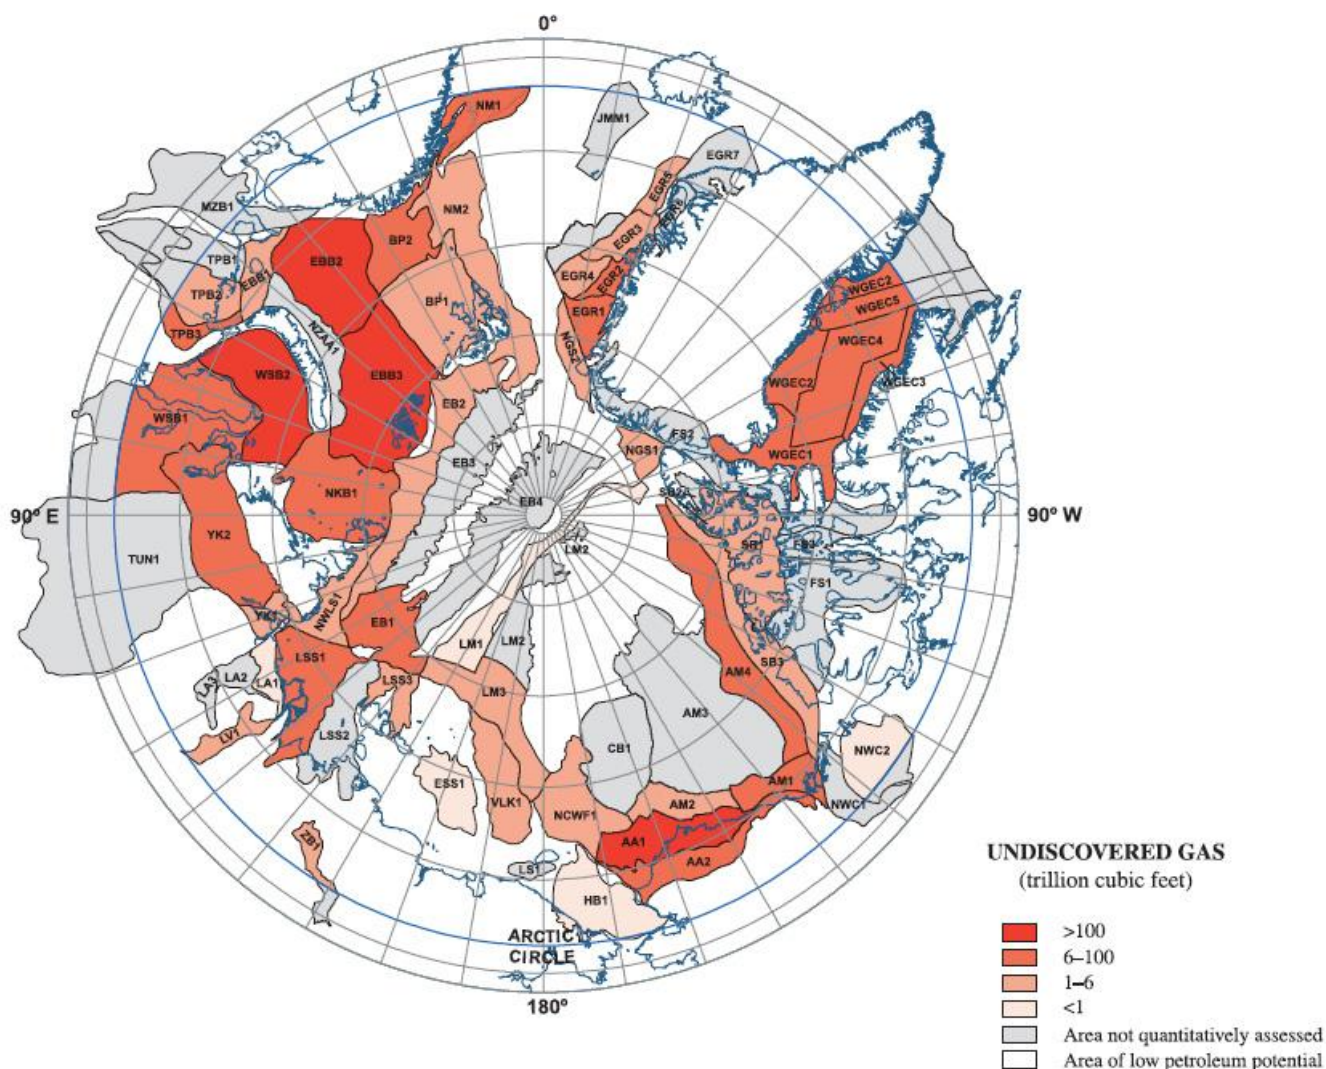 0°
NM1
JMM1
EGR7
EGR5
EGR6
MZB1
NM2
EGR3
BP2
TPB1
EBB2
EGR4
EGR2
EBB1
WGEC2
TPB2
BP1
WGEC5
EGR1
TPB3
NZAA1
NGS2
WGEC4
WSB2
EBB3
WGEC2
WGEC3
EB2
WSB1
FS2
NGS1
WGEC1
EB3
NKB1
EB4
90° E
90° W
YK2
SB1
FS3
TUN1
LM2
FS1
NWLS1
YK1
EB1
LM1
LM2
LSS1
SB3
AM4
LA3
LA2
LA1
LSS3
LM3
AM3
LV1
LSS2
CB1
NWC2
ESS1
AM1
VLK1
NCWF1
AM2
NWC1
ZB1
AA1
AA2
LS1
HB1
ARCTIC
CIRCLE
180°
UNDISCOVERED GAS
(trillion cubic feet)
>100
6–100
1–6
<1
Area not quantitatively assessed
Area of low petroleum potential